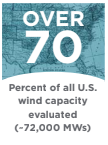 OVER
70
Percent of all U.S.
wind capacity
evaluated
(~72,000 MWs)